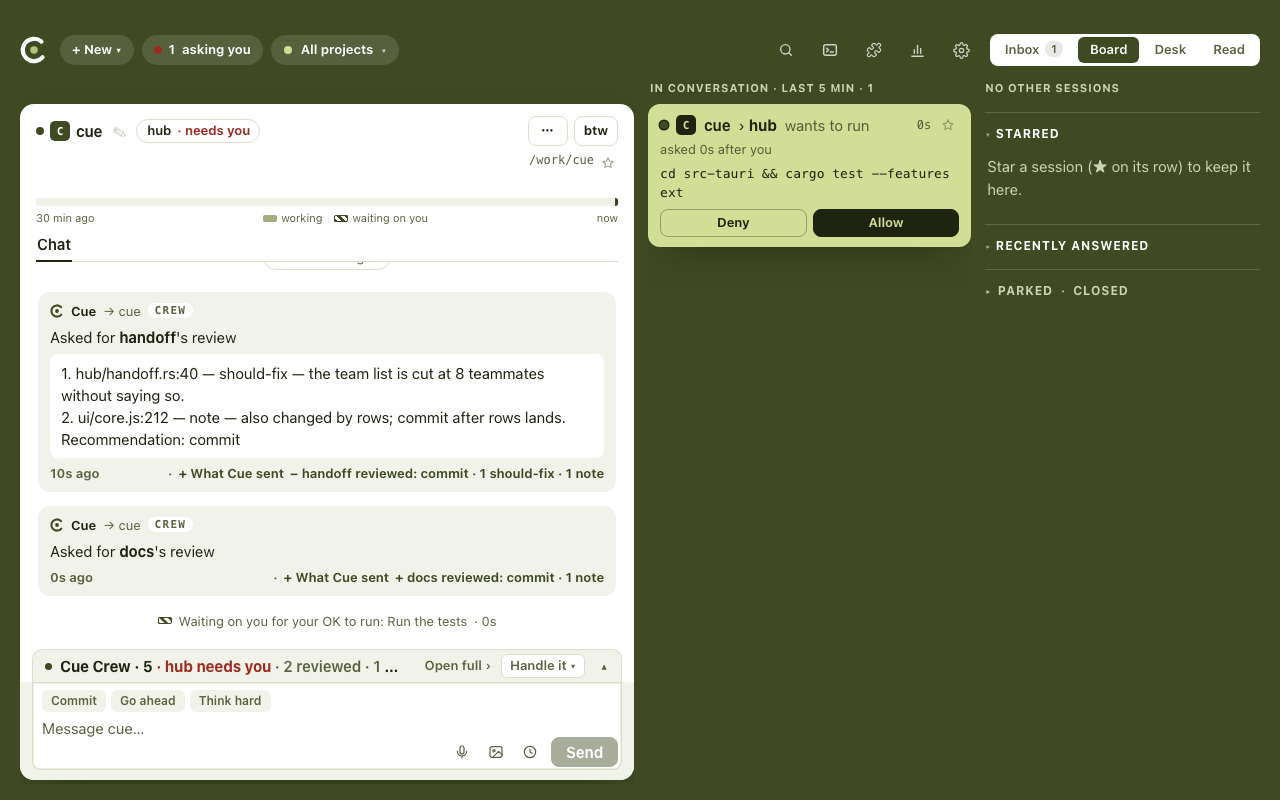 + New ▾
1 asking you
All projects ▾
Inbox 1
Board
Desk
Read
C cue
hub · needs you
···
btw
/work/cue
30 min ago
working
waiting on you
now
Chat
Cue → cue CREW
Asked for handoff's review
1. hub/handoff.rs:40 — should-fix — the team list is cut at 8 teammates
without saying so.
2. ui/core.js:212 — note — also changed by rows; commit after rows lands.
Recommendation: commit
10s ago · + What Cue sent – handoff reviewed: commit · 1 should-fix · 1 note
Cue → cue CREW
Asked for docs's review
0s ago · + What Cue sent + docs reviewed: commit · 1 note
Waiting on you for your OK to run: Run the tests · 0s
Cue Crew · 5 · hub needs you · 2 reviewed · 1 ...
Open full ›
Handle it ▾
Commit
Go ahead
Think hard
Message cue...
Send
IN CONVERSATION · LAST 5 MIN · 1
C cue › hub wants to run 0s
asked 0s after you
cd src-tauri && cargo test --features
ext
Deny
Allow
NO OTHER SESSIONS
STARRED
Star a session (★ on its row) to keep it
here.
RECENTLY ANSWERED
PARKED · CLOSED